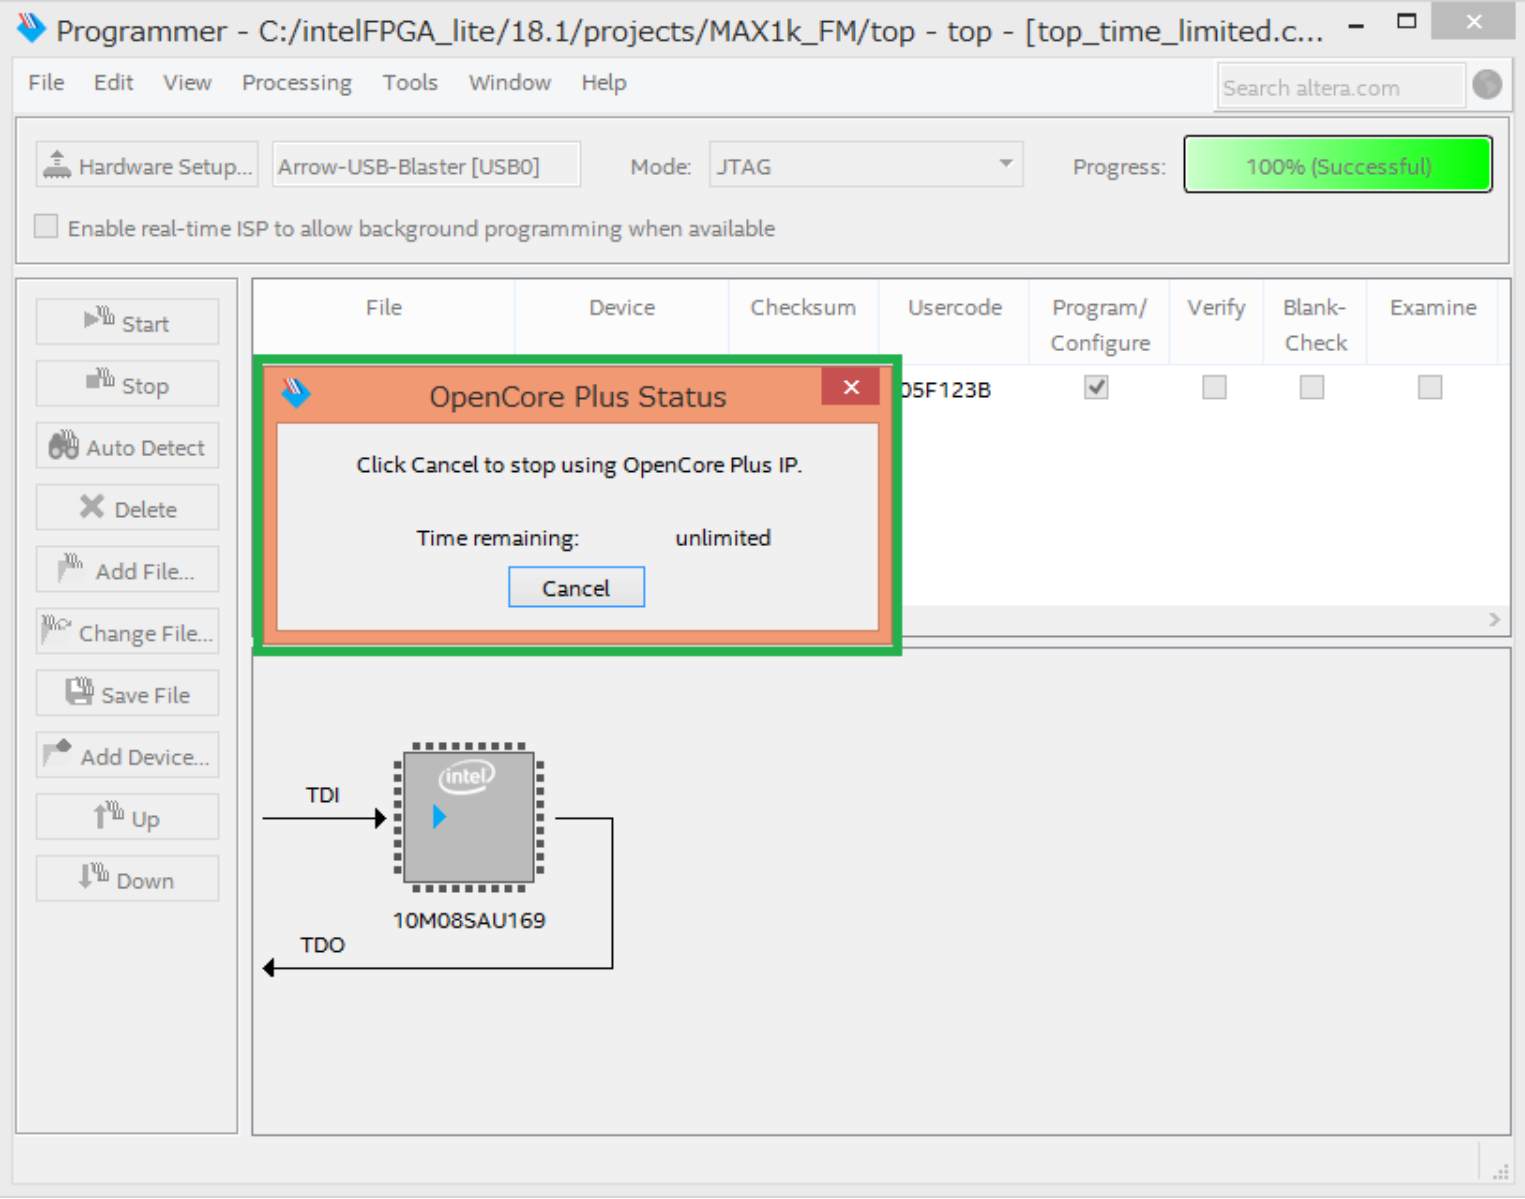 Programmer - C:/intelFPGA_lite/18.1/projects/MAX1k_FM/top - top - [top_time_limited.c...
File Edit View Processing Tools Window Help
Search altera.com
Hardware Setup... Arrow-USB-Blaster [USB0] Mode: JTAG Progress: 100% (Successful)
Enable real-time ISP to allow background programming when available
Start
Stop
Auto Detect
Delete
Add File...
Change File...
Save File
Add Device...
Up
Down
File Device Checksum Usercode Program/ Verify Blank- Examine
Configure Check
05F123B
OpenCore Plus Status
Click Cancel to stop using OpenCore Plus IP.
Time remaining: unlimited
Cancel
intel
TDI
10M08SAU169
TDO